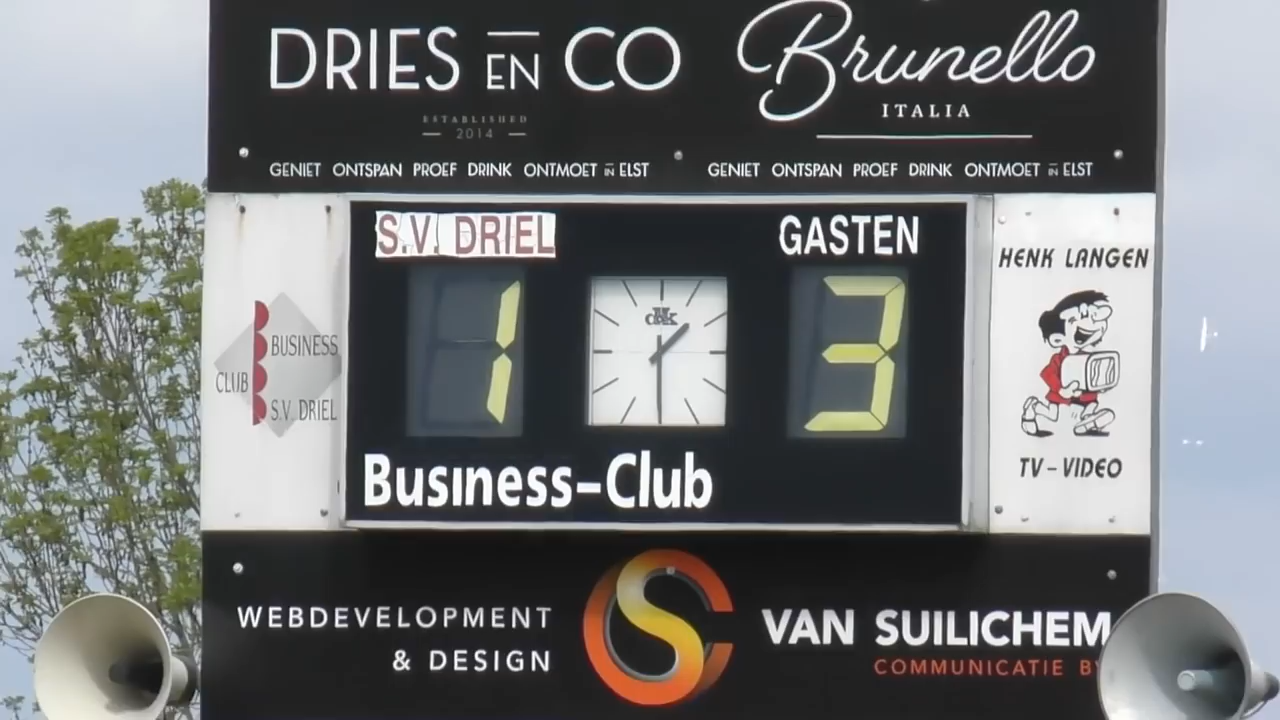 DRIES EN CO
ESTABLISHED
2014
GENIET ONTSPAN PROEF DRINK ONTMOET IN ELST
Brunello
ITALIA
GENIET ONTSPAN PROEF DRINK ONTMOET IN ELST
BUSINESS
CLUB
S.V. DRIEL
S.V. DRIEL
GASTEN
1
3
Business-Club
HENK LANGEN
TV-VIDEO
WEBDEVELOPMENT
& DESIGN
VAN SUILICHEM
COMMUNICATIE